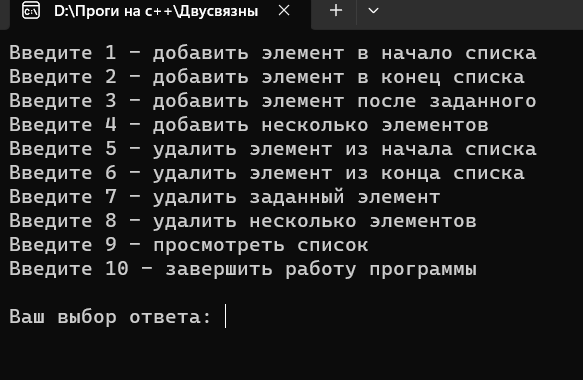 D:\Проги на c++\Двусвязны
Введите 1 - добавить элемент в начало списка
Введите 2 - добавить элемент в конец списка
Введите 3 - добавить элемент после заданного
Введите 4 - добавить несколько элементов
Введите 5 - удалить элемент из начала списка
Введите 6 - удалить элемент из конца списка
Введите 7 - удалить заданный элемент
Введите 8 - удалить несколько элементов
Введите 9 - просмотреть список
Введите 10 - завершить работу программы
Ваш выбор ответа: